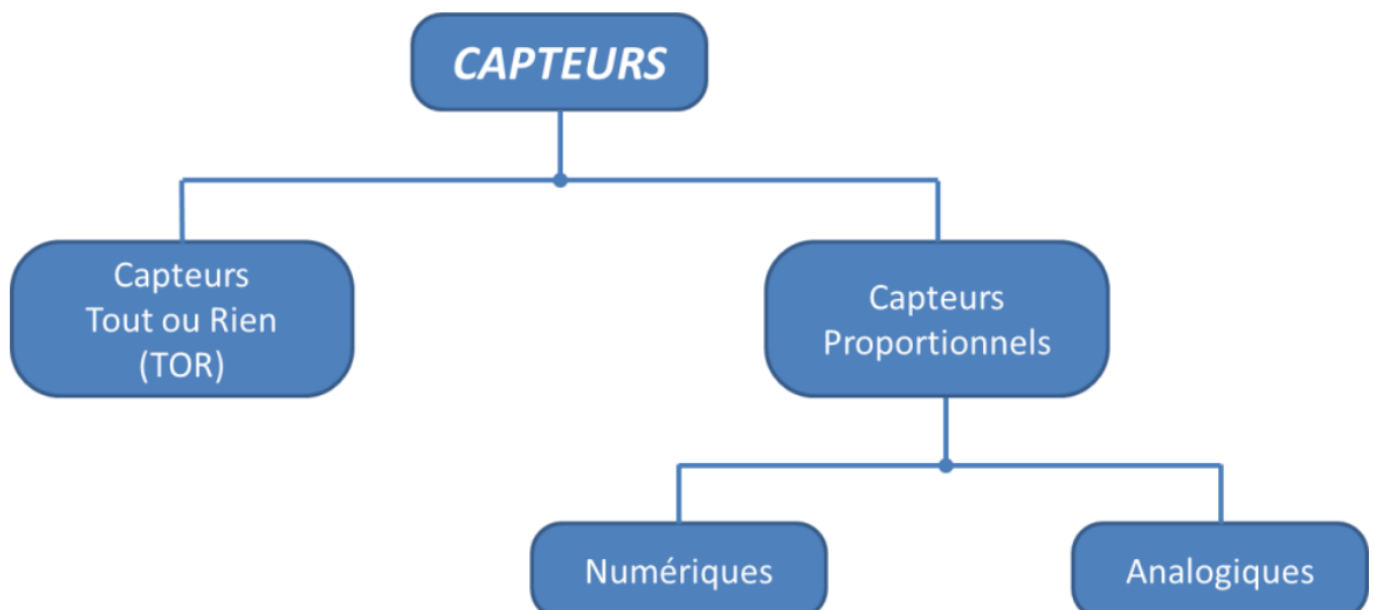 CAPTEURS
Capteurs
Tout ou Rien
(TOR)
Capteurs
Proportionnels
Numériques
Analogiques